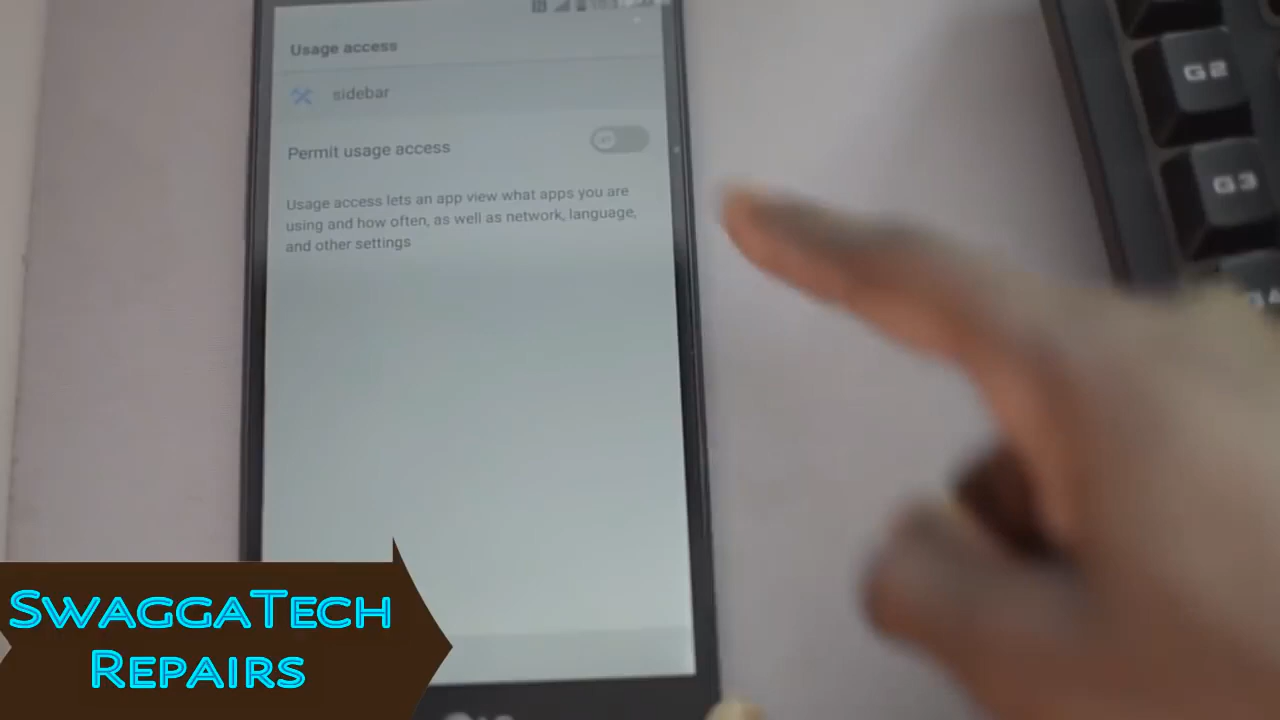 Usage access
sidebar
Permit usage access
Usage access lets an app view what apps you are
using and how often, as well as network, language,
and other settings
G2
G3
SwaggaTech
Repairs